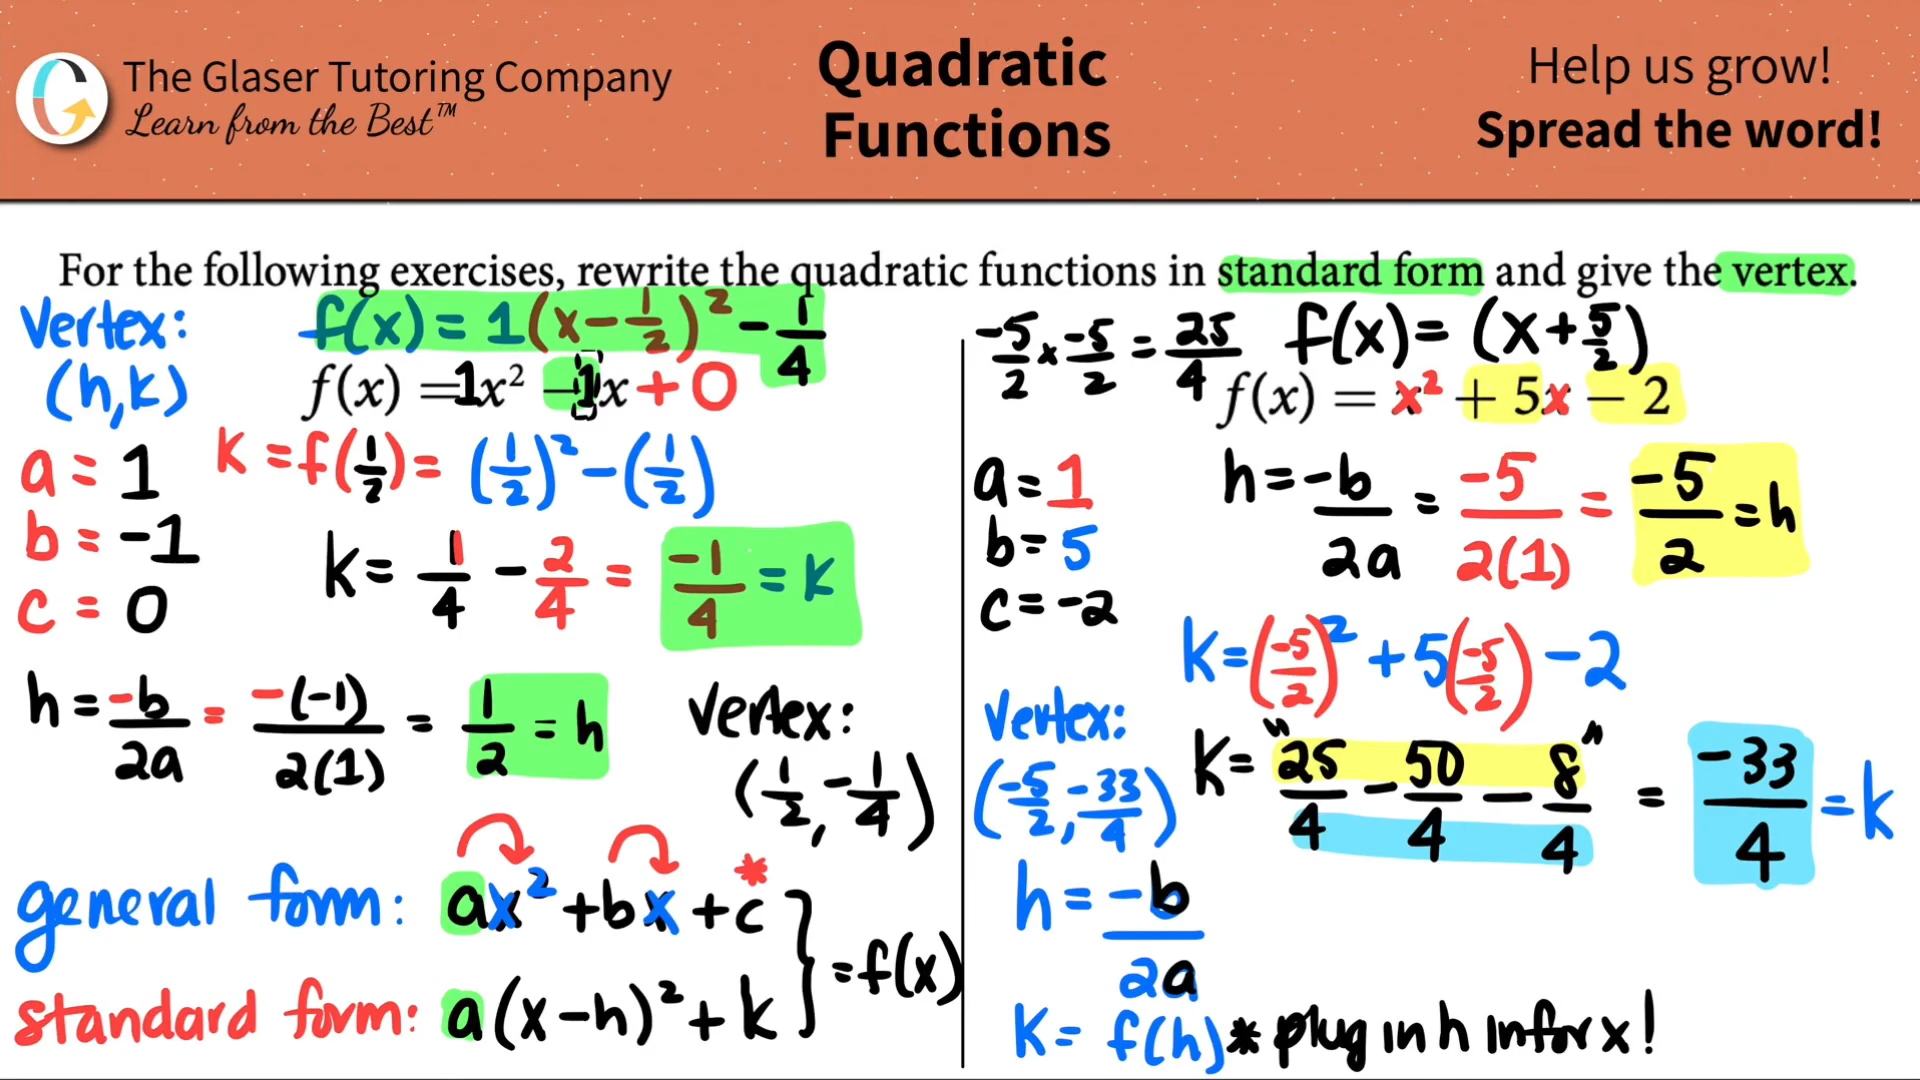 The Glaser Tutoring Company
Learn from the Best™
Quadratic
Functions
Help us grow!
Spread the word!
For the following exercises, rewrite the quadratic functions in standard form and give the vertex.
Vertex:
(h,k)
f(x) = 1(x-1/2)² - 1/4
f(x) = 1x² - 1x + 0
a = 1
b = -1
c = 0
k = f(1/2) = (1/2)² - (1/2)
k = 1/4 - 2/4 = -1/4 = k
h = -b/2a = -(-1)/2(1) = 1/2 = h
Vertex:
(1/2, -1/4)
general form: ax² + bx + c
standard form: a(x-h)² + k
} = f(x)
-5/2 × -5/2 = 25/4
f(x) = (x + 5/2)
f(x) = x² + 5x - 2
a = 1
b = 5
c = -2
h = -b/2a = -5/2(1) = -5/2 = h
k = (-5/2)² + 5(-5/2) - 2
k = "25/4 - 50/4 - 8/4" = -33/4 = k
Vertex:
(-5/2, -33/4)
h = -b/2a
k = f(h) * plug in h in for x!